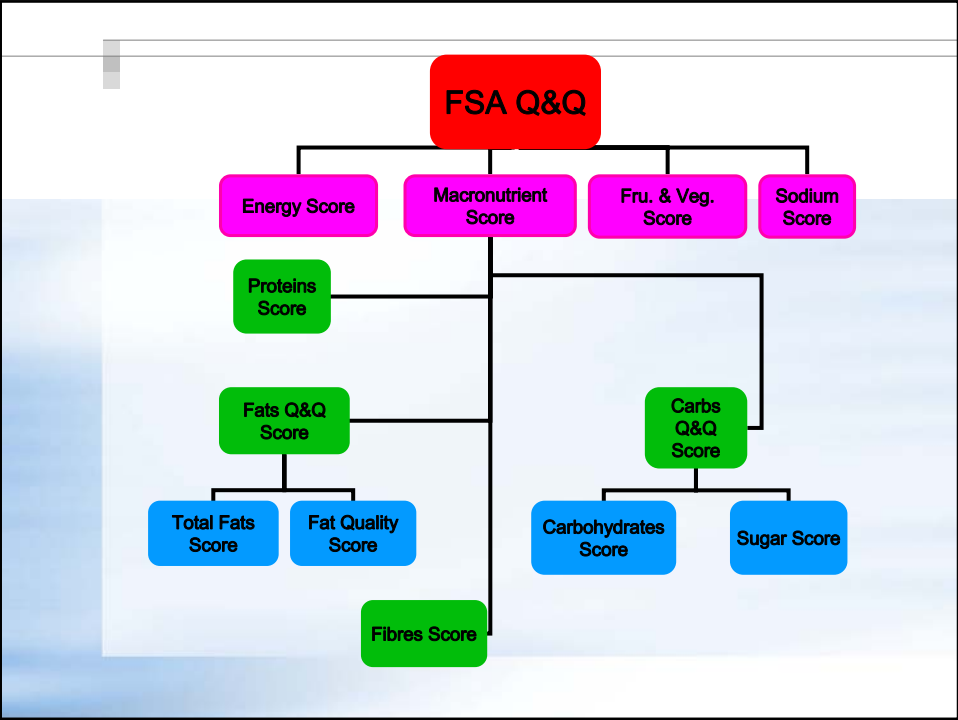 FSA Q&Q
Energy Score
Macronutrient
Score
Fru. & Veg.
Score
Sodium
Score
Proteins
Score
Fats Q&Q
Score
Carbs
Q&Q
Score
Total Fats
Score
Fat Quality
Score
Carbohydrates
Score
Sugar Score
Fibres Score